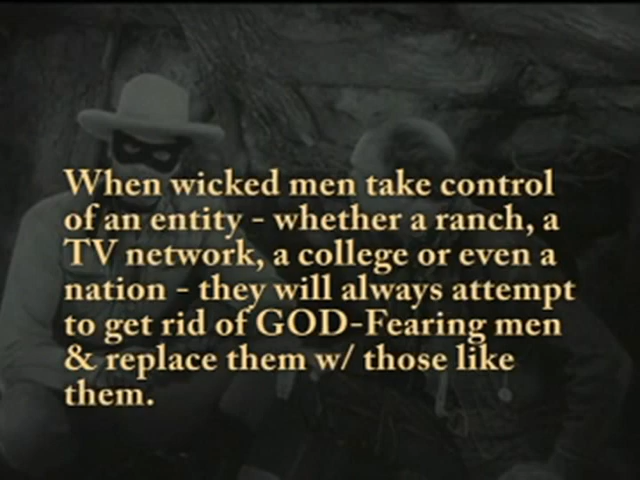 When wicked men take control
of an entity - whether a ranch, a
TV network, a college or even a
nation - they will always attempt
to get rid of GOD-Fearing men
& replace them w/ those like
them.